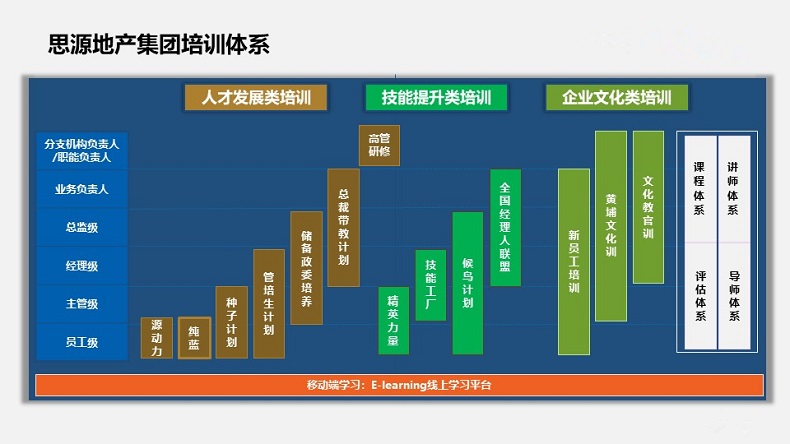 思源地产集团培训体系
人才发展类培训
技能提升类培训
企业文化类培训
分支机构负责人
/职能负责人
业务负责人
总监级
经理级
主管级
员工级
源动力
纯蓝
种子计划
管培生计划
储备政委培养
总裁带教计划
高管
研修
精英力量
技能工厂
候鸟计划
全国经理人联盟
新员工培训
黄埔文化训
文化教官训
课程体系
讲师体系
评估体系
导师体系
移动端学习：E-learning线上学习平台